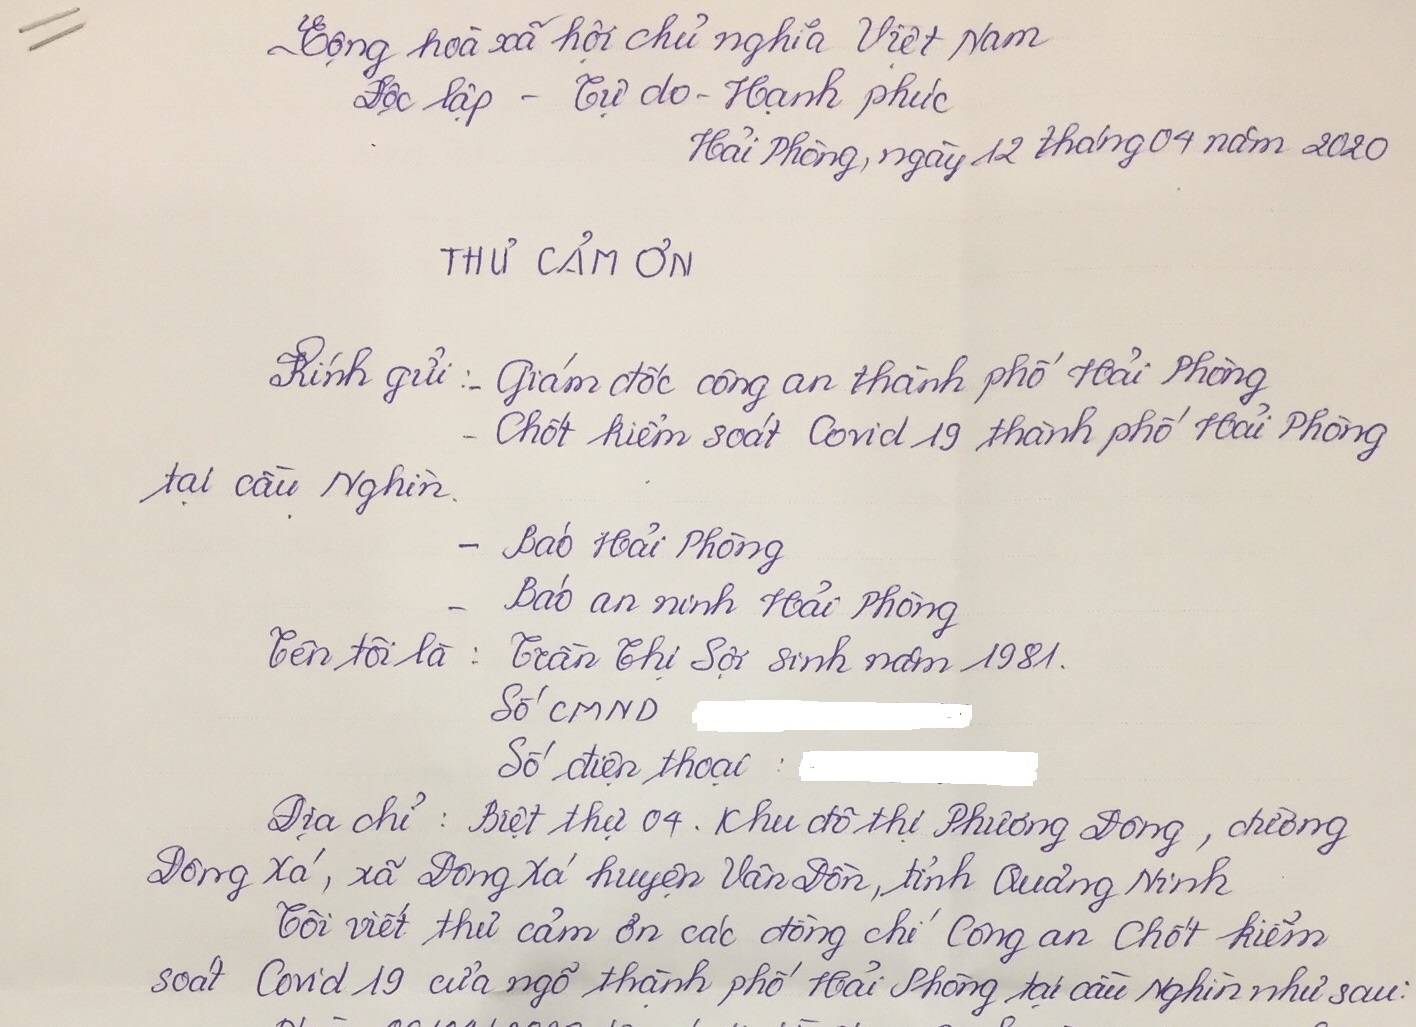 Cộng hoà xã hội chủ nghĩa Việt Nam
Độc lập - Tự do - Hạnh phúc
Hải Phòng, ngày 12 tháng 04 năm 2020
THƯ CẢM ƠN
Kính gửi :- Giám đốc công an thành phố Hải Phòng
- Chốt kiểm soát Covid 19 thành phố Hải Phòng
tại cầu Nghìn.
- Báo Hải Phòng
- Báo an ninh Hải Phòng
Tên tôi là : Trần Thị Sợi sinh năm 1981.
Số CMND
Số điện thoại :
Địa chỉ : Biệt thự 04. Khu đô thị Phương Đông, đường
Đông Xá, xã Đông Xá huyện Vân Đồn, tỉnh Quảng Ninh
Tôi viết thư cảm ơn các đồng chí Công an Chốt kiểm
soát Covid 19 cửa ngõ thành phố Hải Phòng tại cầu Nghìn như sau: